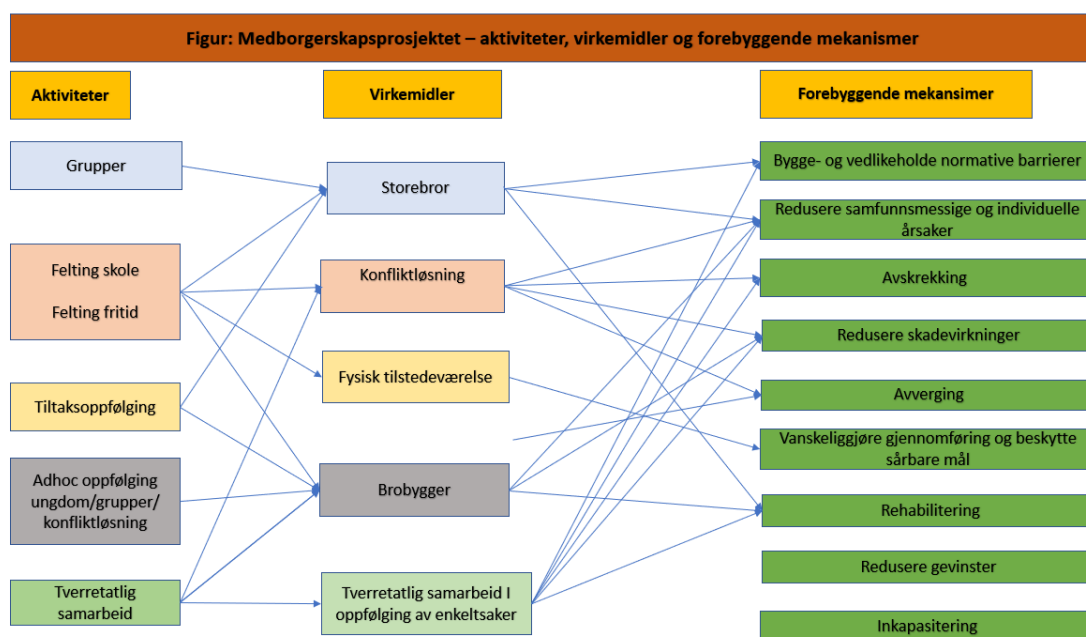 Figur: Medborgerskapsprosjektet – aktiviteter, virkemidler og forebyggende mekanismer
Aktiviteter
Virkemidler
Forebyggende mekansimer
Grupper
Storebror
Bygge- og vedlikeholde normative barrierer
Redusere samfunnsmessige og individuelle
årsaker
Felting skole
Felting fritid
Konfliktløsning
Avskrekking
Redusere skadevirkninger
Fysisk tilstedeværelse
Tiltaksoppfølging
Avverging
Vanskeliggjøre gjennomføring og beskytte
sårbare mål
Adhoc oppfølging
ungdom/grupper/
konfliktløsning
Brobygger
Rehabilitering
Redusere gevinster
Tverretatlig
samarbeid
Tverretatlig samarbeid I
oppfølging av enkeltsaker
Inkapasitering